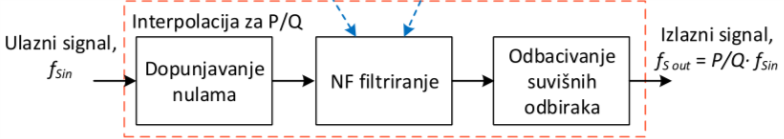 Interpolacija za P/Q
Ulazni signal,
fSin
Dopunjavanje
nulama
NF filtriranje
Odbacivanje
suvišnih
odbiraka
Izlazni signal,
fS out = P/Q· fSin